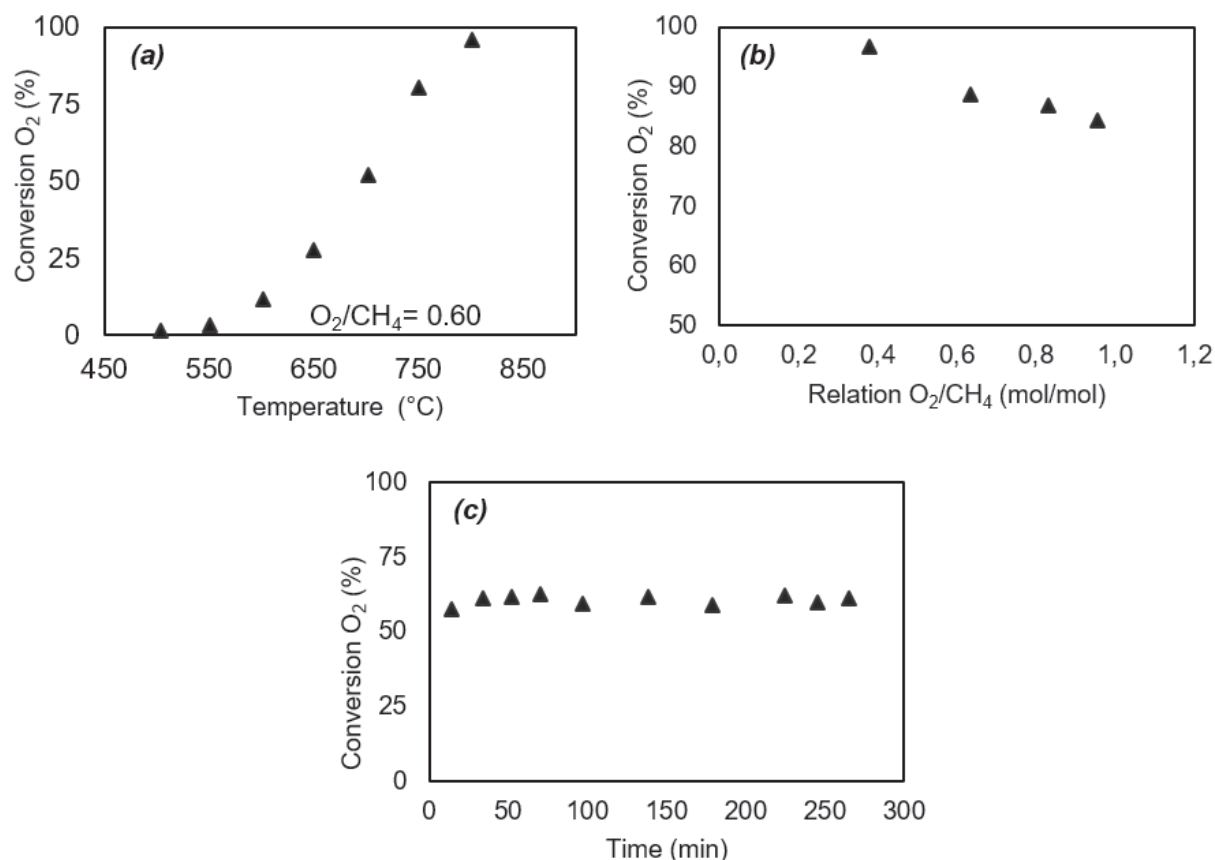 (a)
Conversion O₂ (%)
100
75
50
25
0
O₂/CH₄= 0.60
450 550 650 750 850
Temperature (°C)
(b)
Conversion O₂ (%)
100
90
80
70
60
50
0,0 0,2 0,4 0,6 0,8 1,0 1,2
Relation O₂/CH₄ (mol/mol)
(c)
Conversion O₂ (%)
100
75
50
25
0
0 50 100 150 200 250 300
Time (min)